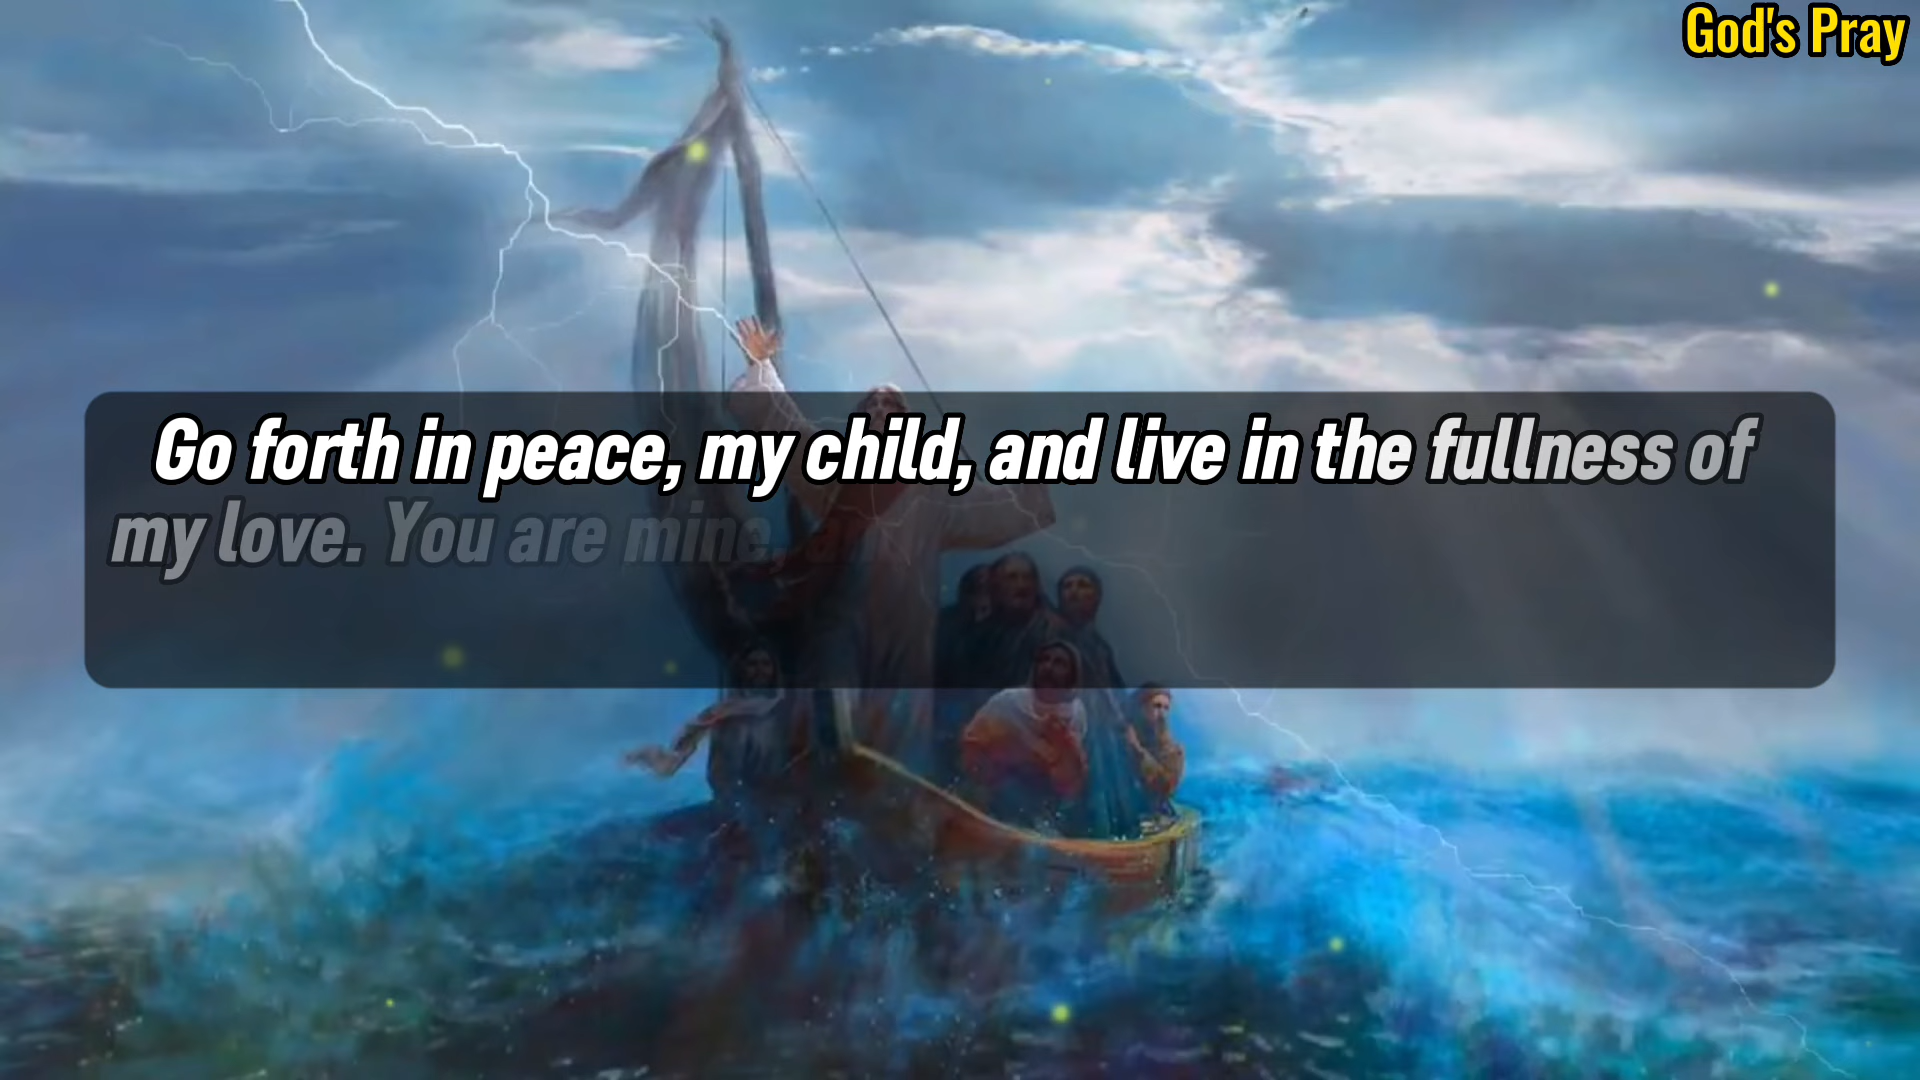 God's Pray
Go forth in peace, my child, and live in the fullness of
my love. You are mine,